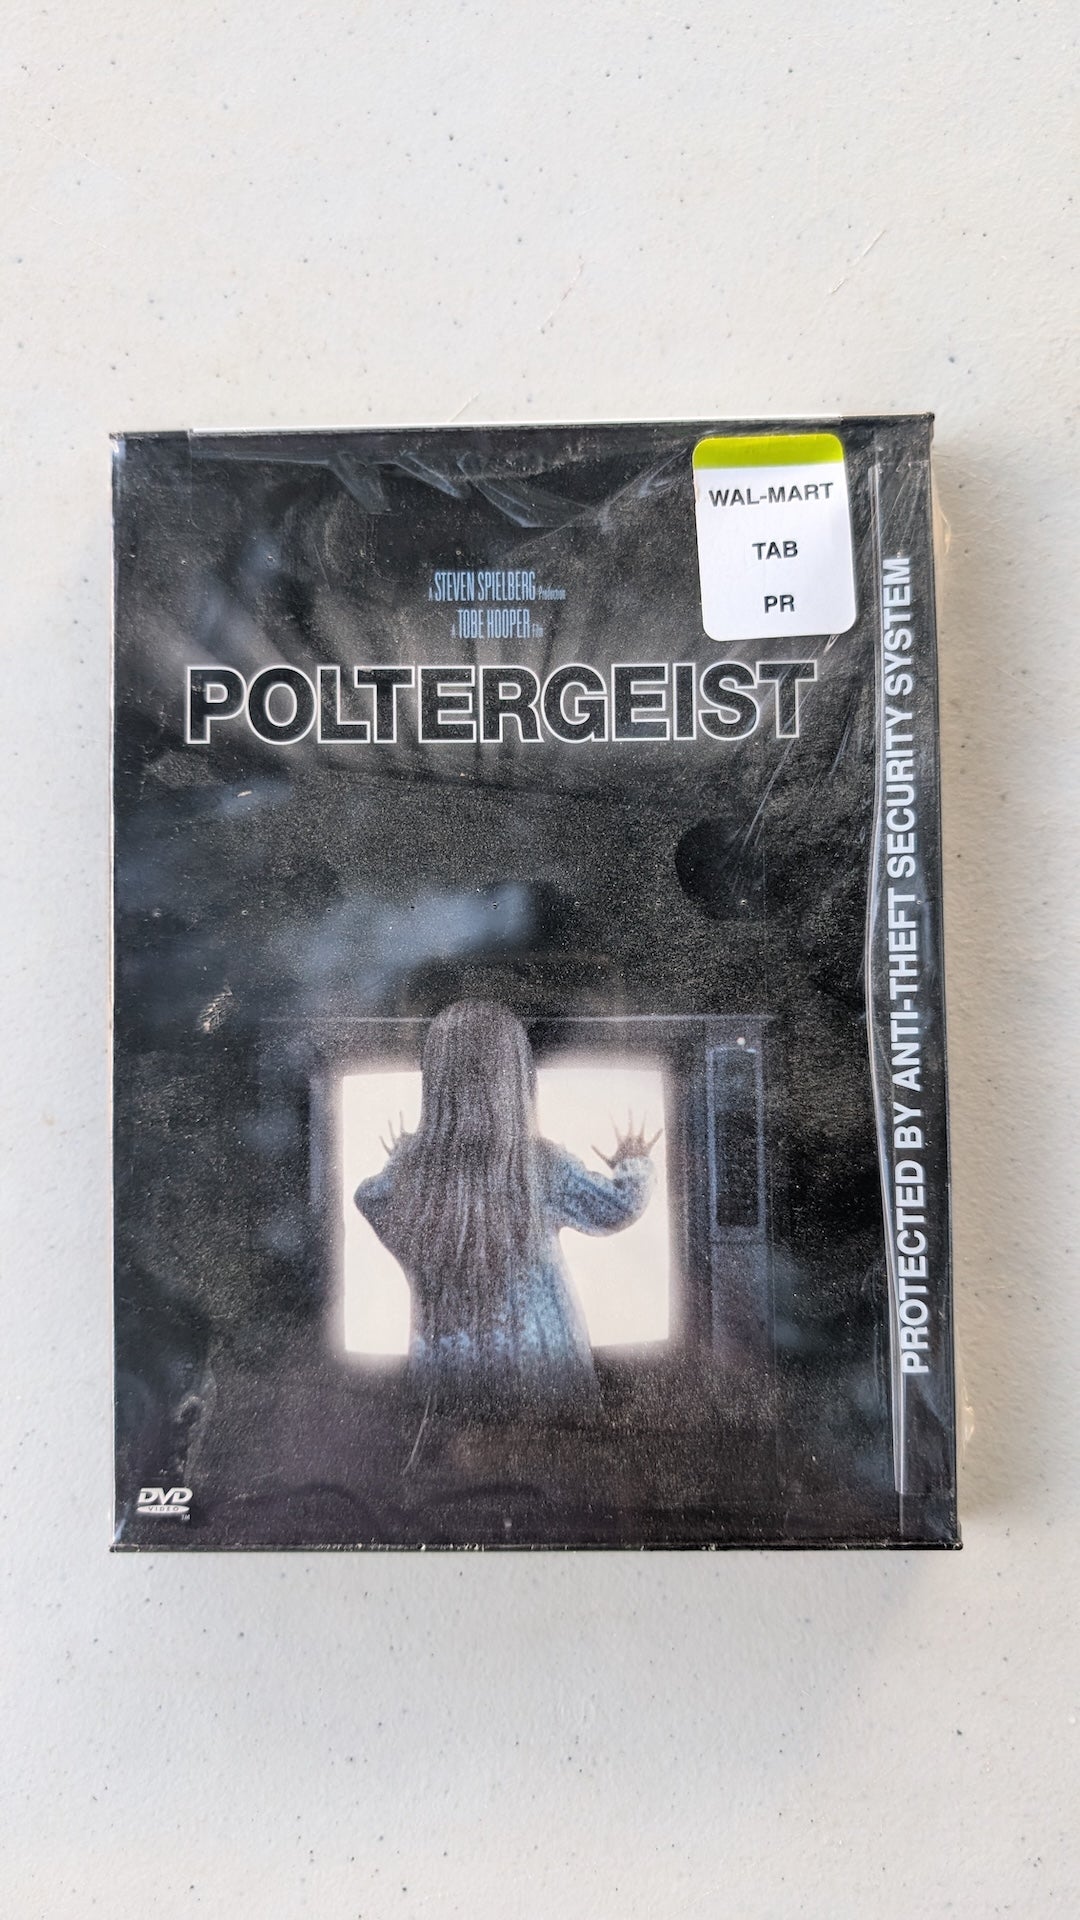 WAL-MART
TAB
PR
A STEVEN SPIELBERG Production
A TOBE HOOPER Film
POLTERGEIST
PROTECTED BY ANTI-THEFT SECURITY SYSTEM
DVD
VIDEO
TM